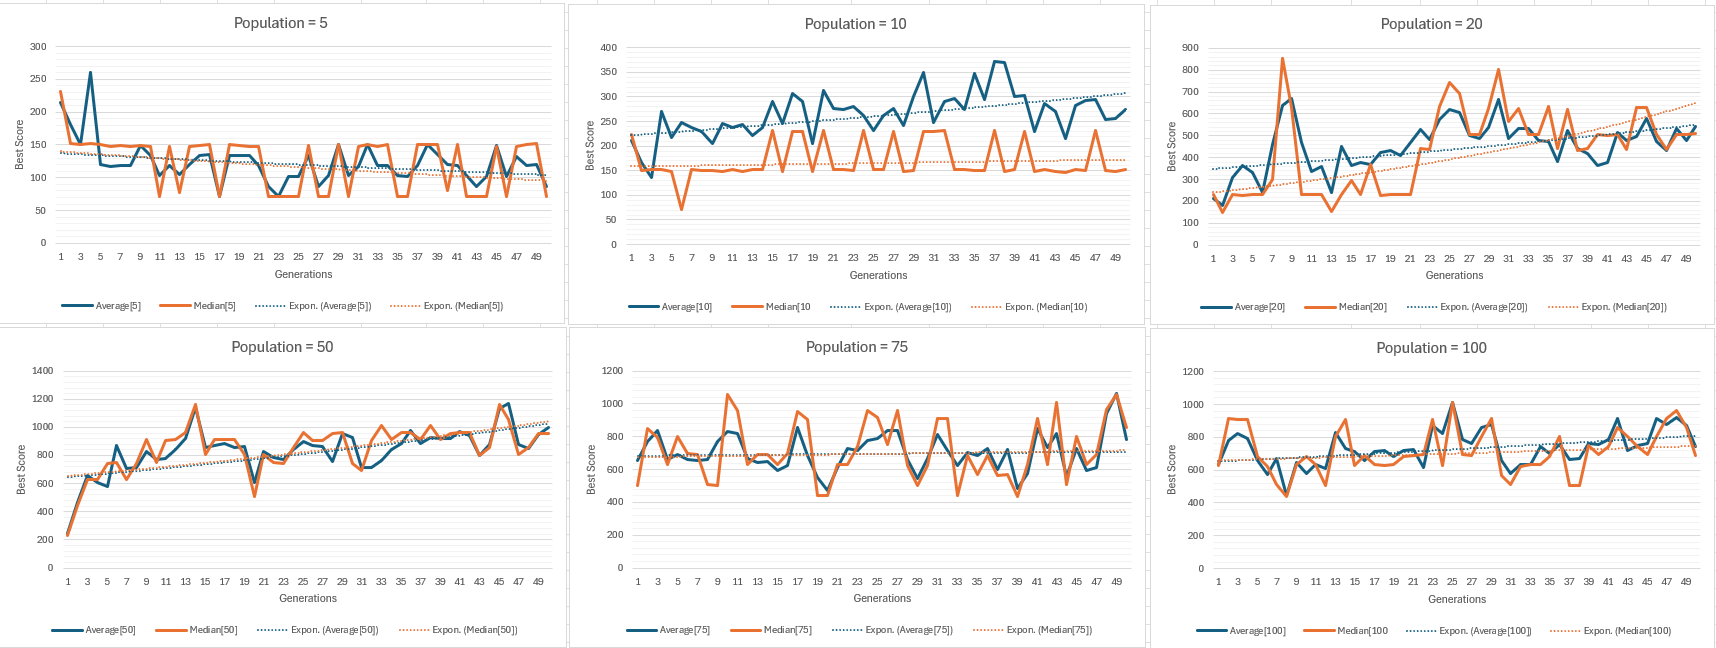 Population = 5
300
250
200
150
100
50
0
Best Score
1 3 5 7 9 11 13 15 17 19 21 23 25 27 29 31 33 35 37 39 41 43 45 47 49
Generations
Average[5] Median[5] Expon. (Average[5]) Expon. (Median[5])
Population = 10
400
350
300
250
200
150
100
50
0
Best Score
1 3 5 7 9 11 13 15 17 19 21 23 25 27 29 31 33 35 37 39 41 43 45 47 49
Generations
Average[10] Median[10 Expon. (Average[10]) Expon. (Median[10)
Population = 20
900
800
700
600
500
400
300
200
100
0
Best Score
1 3 5 7 9 11 13 15 17 19 21 23 25 27 29 31 33 35 37 39 41 43 45 47 49
Generations
Average[20] Median[20] Expon. (Average[20]) Expon. (Median[20])
Population = 50
1400
1200
1000
800
600
400
200
0
Best Score
1 3 5 7 9 11 13 15 17 19 21 23 25 27 29 31 33 35 37 39 41 43 45 47 49
Generations
Average[50] Median[50] Expon. (Average[50]) Expon. (Median[50])
Population = 75
1200
1000
800
600
400
200
0
Best Score
1 3 5 7 9 11 13 15 17 19 21 23 25 27 29 31 33 35 37 39 41 43 45 47 49
Generations
Average[75] Median[75] Expon. (Average[75]) Expon. (Median[75])
Population = 100
1200
1000
800
600
400
200
0
Best Score
1 3 5 7 9 11 13 15 17 19 21 23 25 27 29 31 33 35 37 39 41 43 45 47 49
Generations
Average[100] Median[100 Expon. (Average[100]) Expon. (Median[100)